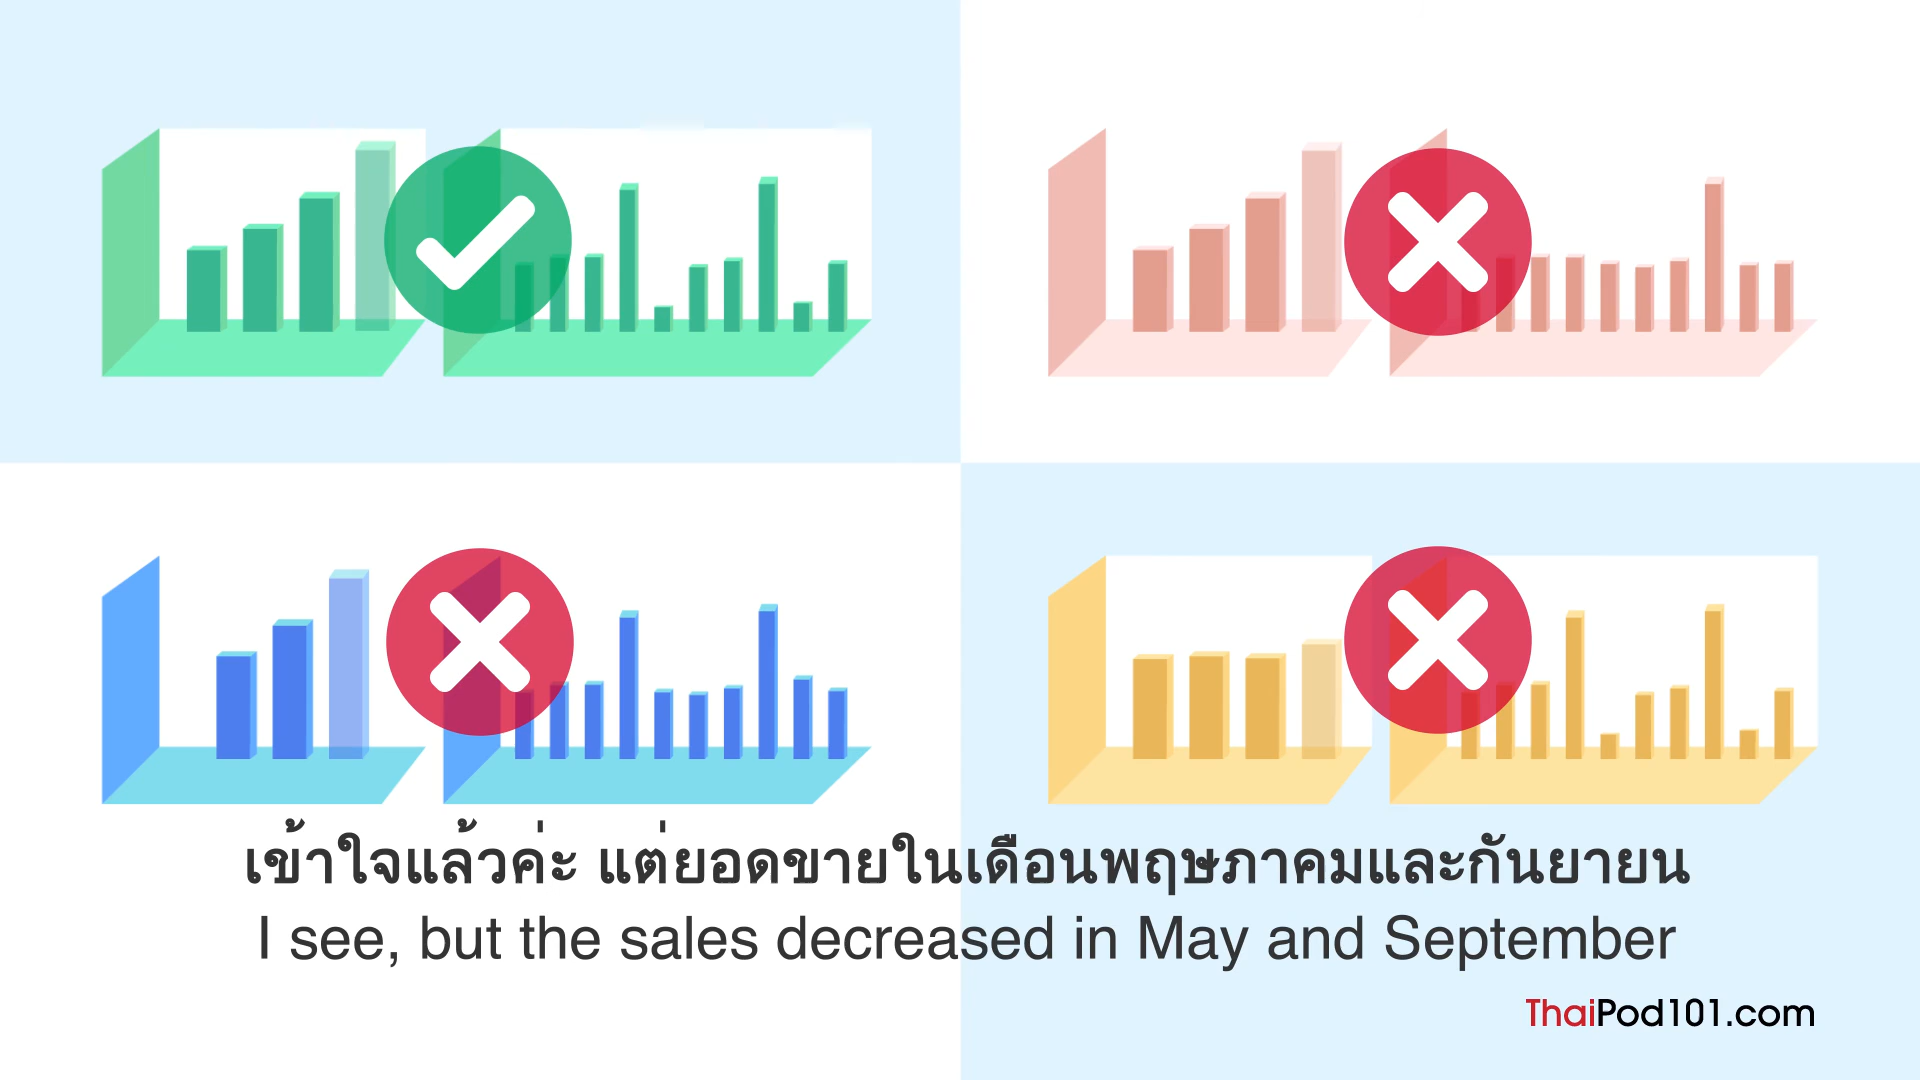 เข้าใจแล้วค่ะ แต่ยอดขายในเดือนพฤษภาคมและกันยายน
I see, but the sales decreased in May and September
ThaiPod101.com